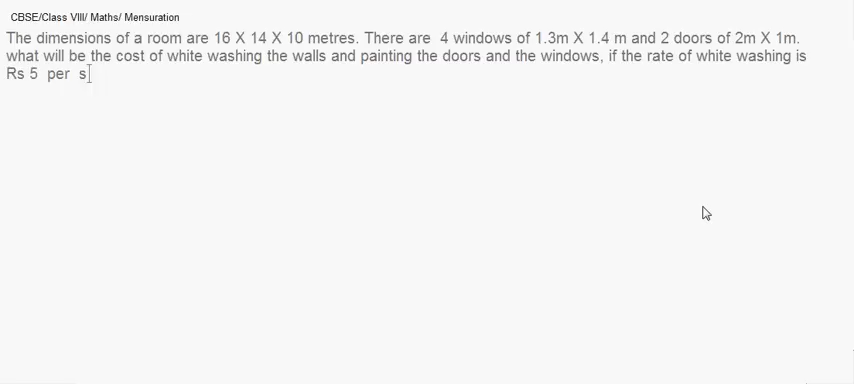 CBSE/Class VIII/ Maths/ Mensuration
The dimensions of a room are 16 X 14 X 10 metres. There are  4 windows of 1.3m X 1.4 m and 2 doors of 2m X 1m.
what will be the cost of white washing the walls and painting the doors and the windows, if the rate of white washing is
Rs 5  per  s